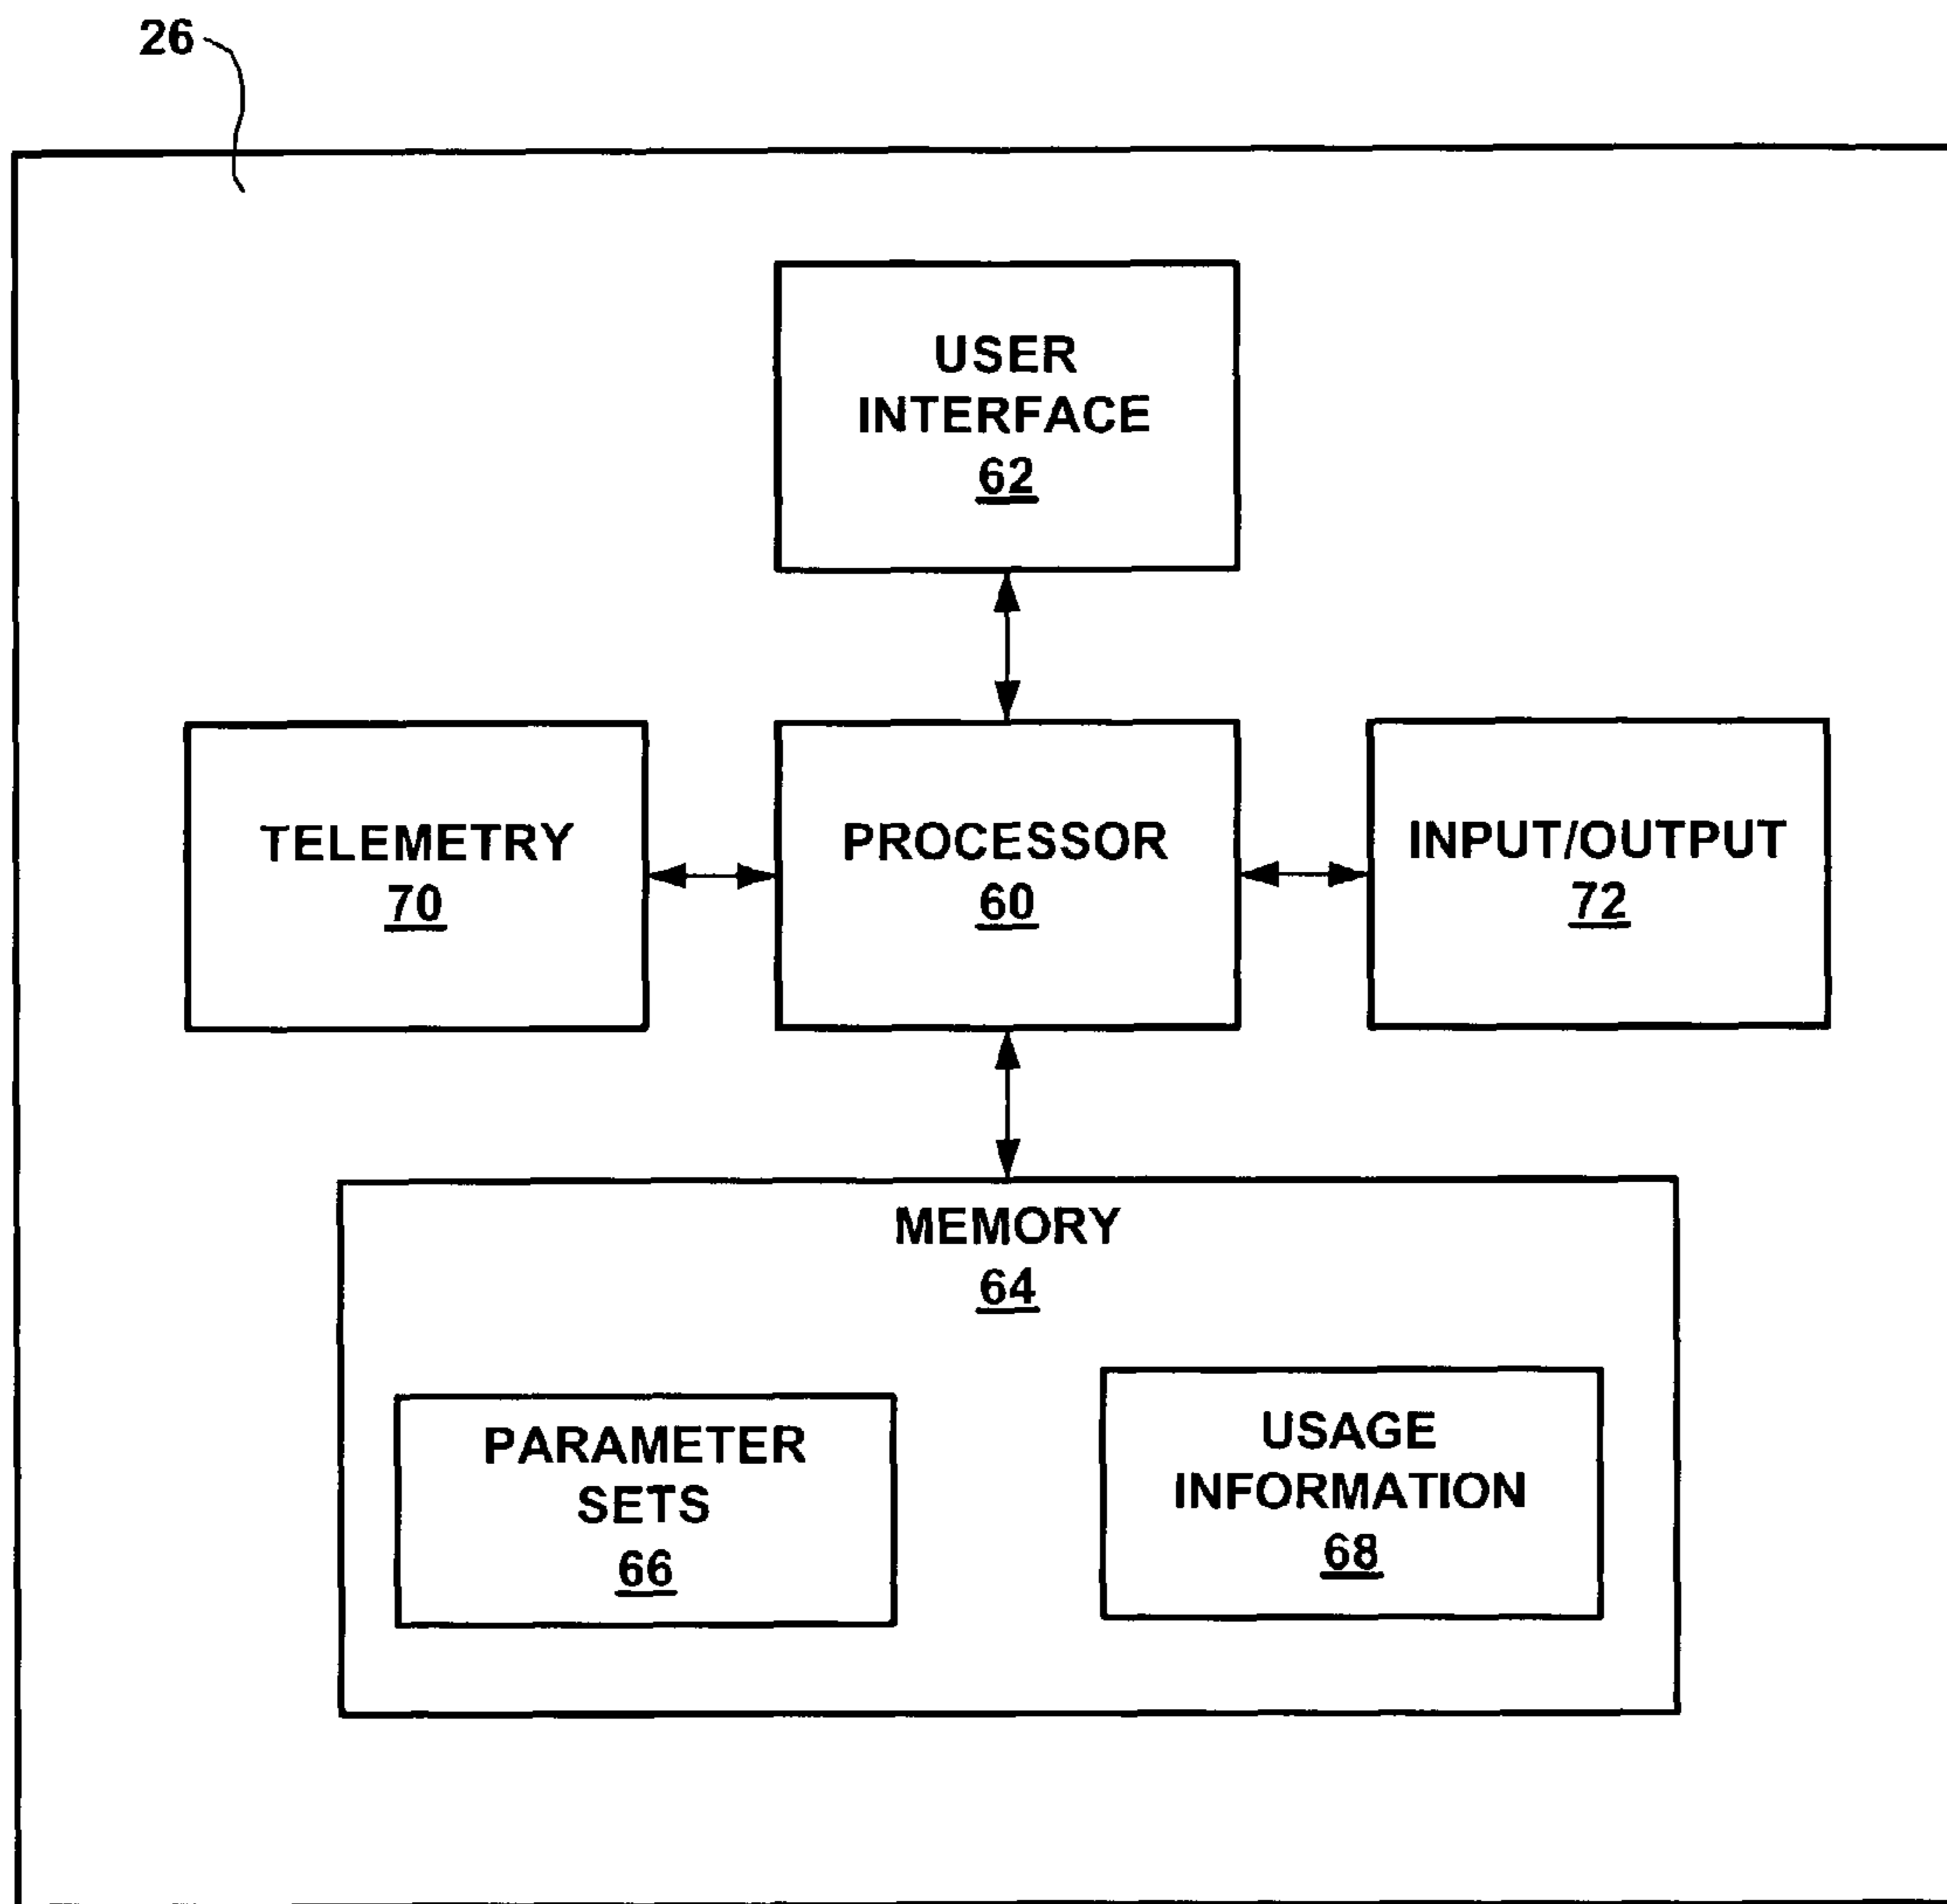 26
USER
INTERFACE
62
TELEMETRY
70
PROCESSOR
60
INPUT/OUTPUT
72
MEMORY
64
PARAMETER
SETS
66
USAGE
INFORMATION
68